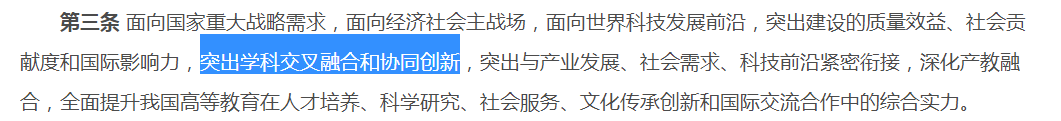 第三条 面向国家重大战略需求，面向经济社会主战场，面向世界科技发展前沿，突出建设的质量效益、社会贡
献度和国际影响力，突出学科交叉融合和协同创新，突出与产业发展、社会需求、科技前沿紧密衔接，深化产教融
合，全面提升我国高等教育在人才培养、科学研究、社会服务、文化传承创新和国际交流合作中的综合实力。